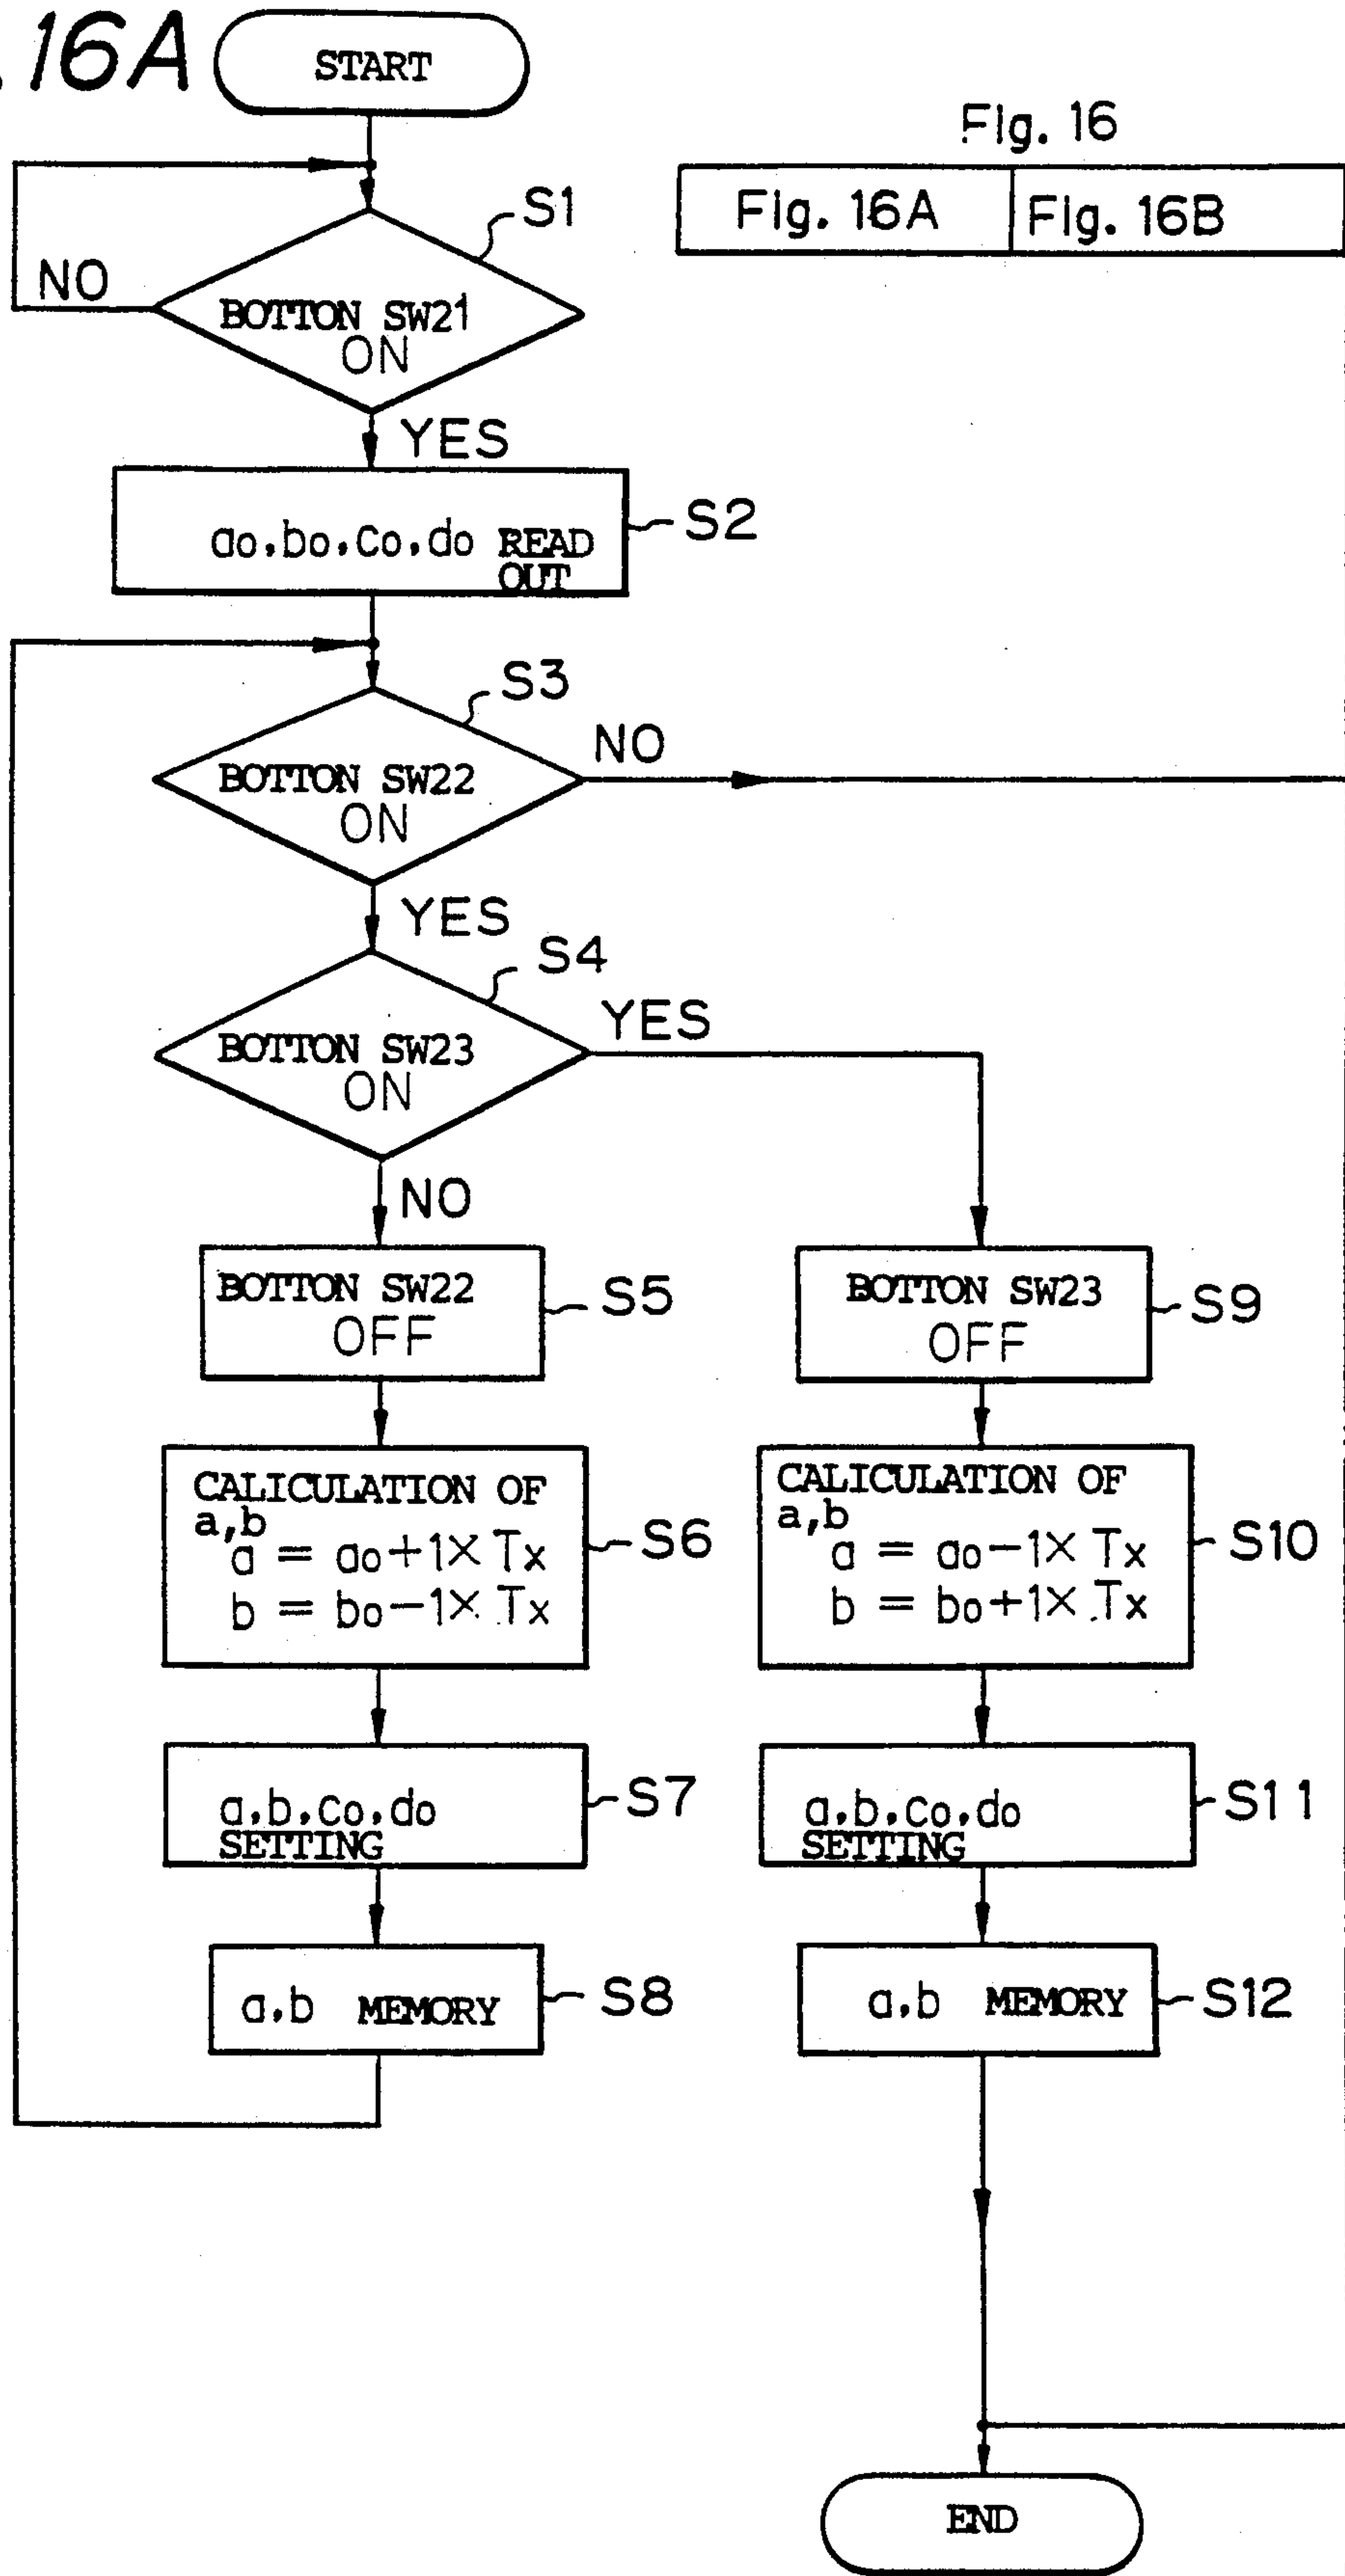 . 16A
START
Fig. 16
Fig. 16A Fig. 16B
S1
NO
BOTTON SW21
ON
YES
S2
ao,bo,co,do READ
OUT
S3
NO
BOTTON SW22
ON
YES
S4
YES
BOTTON SW23
ON
NO
BOTTON SW22
OFF
S5
BOTTON SW23
OFF
S9
CALICULATION OF
a,b
a = ao+1× Tx
b = bo-1× Tx
S6
CALICULATION OF
a,b
a = ao-1× Tx
b = bo+1× Tx
S10
a,b,co,do
SETTING
S7
a,b,co,do
SETTING
S11
a,b MEMORY
S8
a,b MEMORY
S12
END